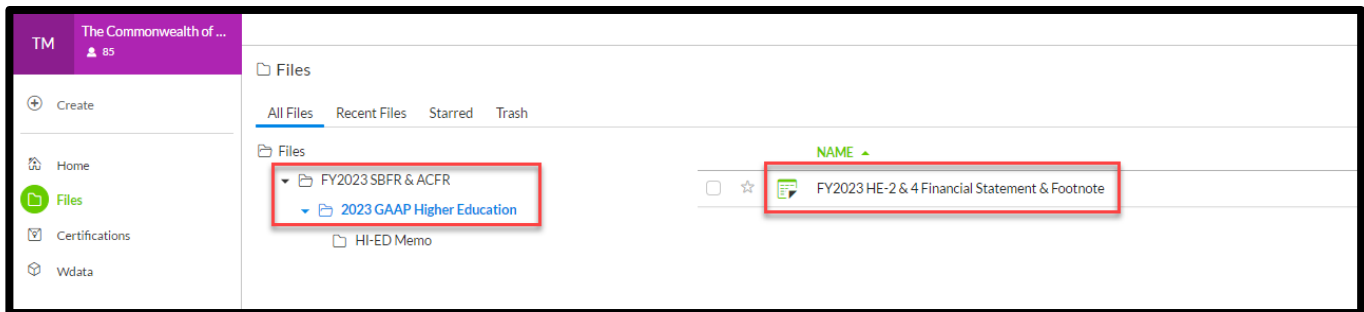 TM
The Commonwealth of ...
85
Create
Home
Files
Certifications
Wdata
Files
All Files Recent Files Starred Trash
Files
FY2023 SBFR & ACFR
2023 GAAP Higher Education
HI-ED Memo
NAME
FY2023 HE-2 & 4 Financial Statement & Footnote